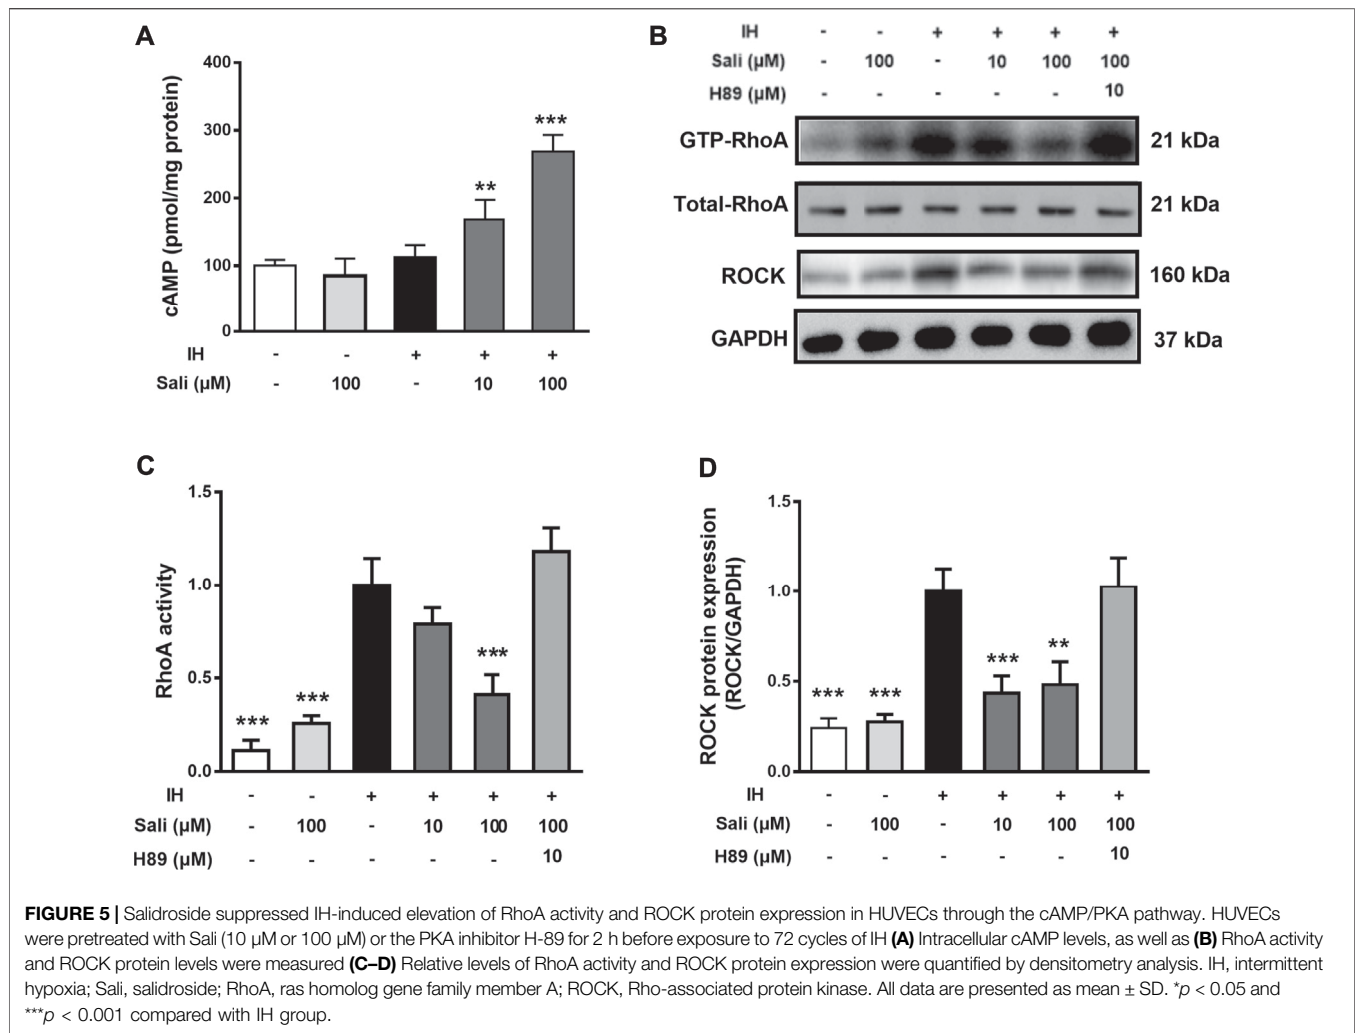 A
cAMP (pmol/mg protein)
400
300
200
100
0
**
***
IH - - + + +
Sali (µM) - 100 - 10 100
B
IH - - + + + +
Sali (µM) - 100 - 10 100 100
H89 (µM) - - - - - 10
GTP-RhoA 21 kDa
Total-RhoA 21 kDa
ROCK 160 kDa
GAPDH 37 kDa
C
RhoA activity
1.5
1.0
0.5
0.0
*** *** ***
IH - - + + + +
Sali (µM) - 100 - 10 100 100
H89 (µM) - - - - - 10
D
ROCK protein expression
(ROCK/GAPDH)
1.5
1.0
0.5
0.0
*** *** *** **
IH - - + + + +
Sali (µM) - 100 - 10 100 100
H89 (µM) - - - - - 10
FIGURE 5 | Salidroside suppressed IH-induced elevation of RhoA activity and ROCK protein expression in HUVECs through the cAMP/PKA pathway. HUVECs
were pretreated with Sali (10 µM or 100 µM) or the PKA inhibitor H-89 for 2 h before exposure to 72 cycles of IH (A) Intracellular cAMP levels, as well as (B) RhoA activity
and ROCK protein levels were measured (C–D) Relative levels of RhoA activity and ROCK protein expression were quantified by densitometry analysis. IH, intermittent
hypoxia; Sali, salidroside; RhoA, ras homolog gene family member A; ROCK, Rho-associated protein kinase. All data are presented as mean ± SD. *p < 0.05 and
***p < 0.001 compared with IH group.